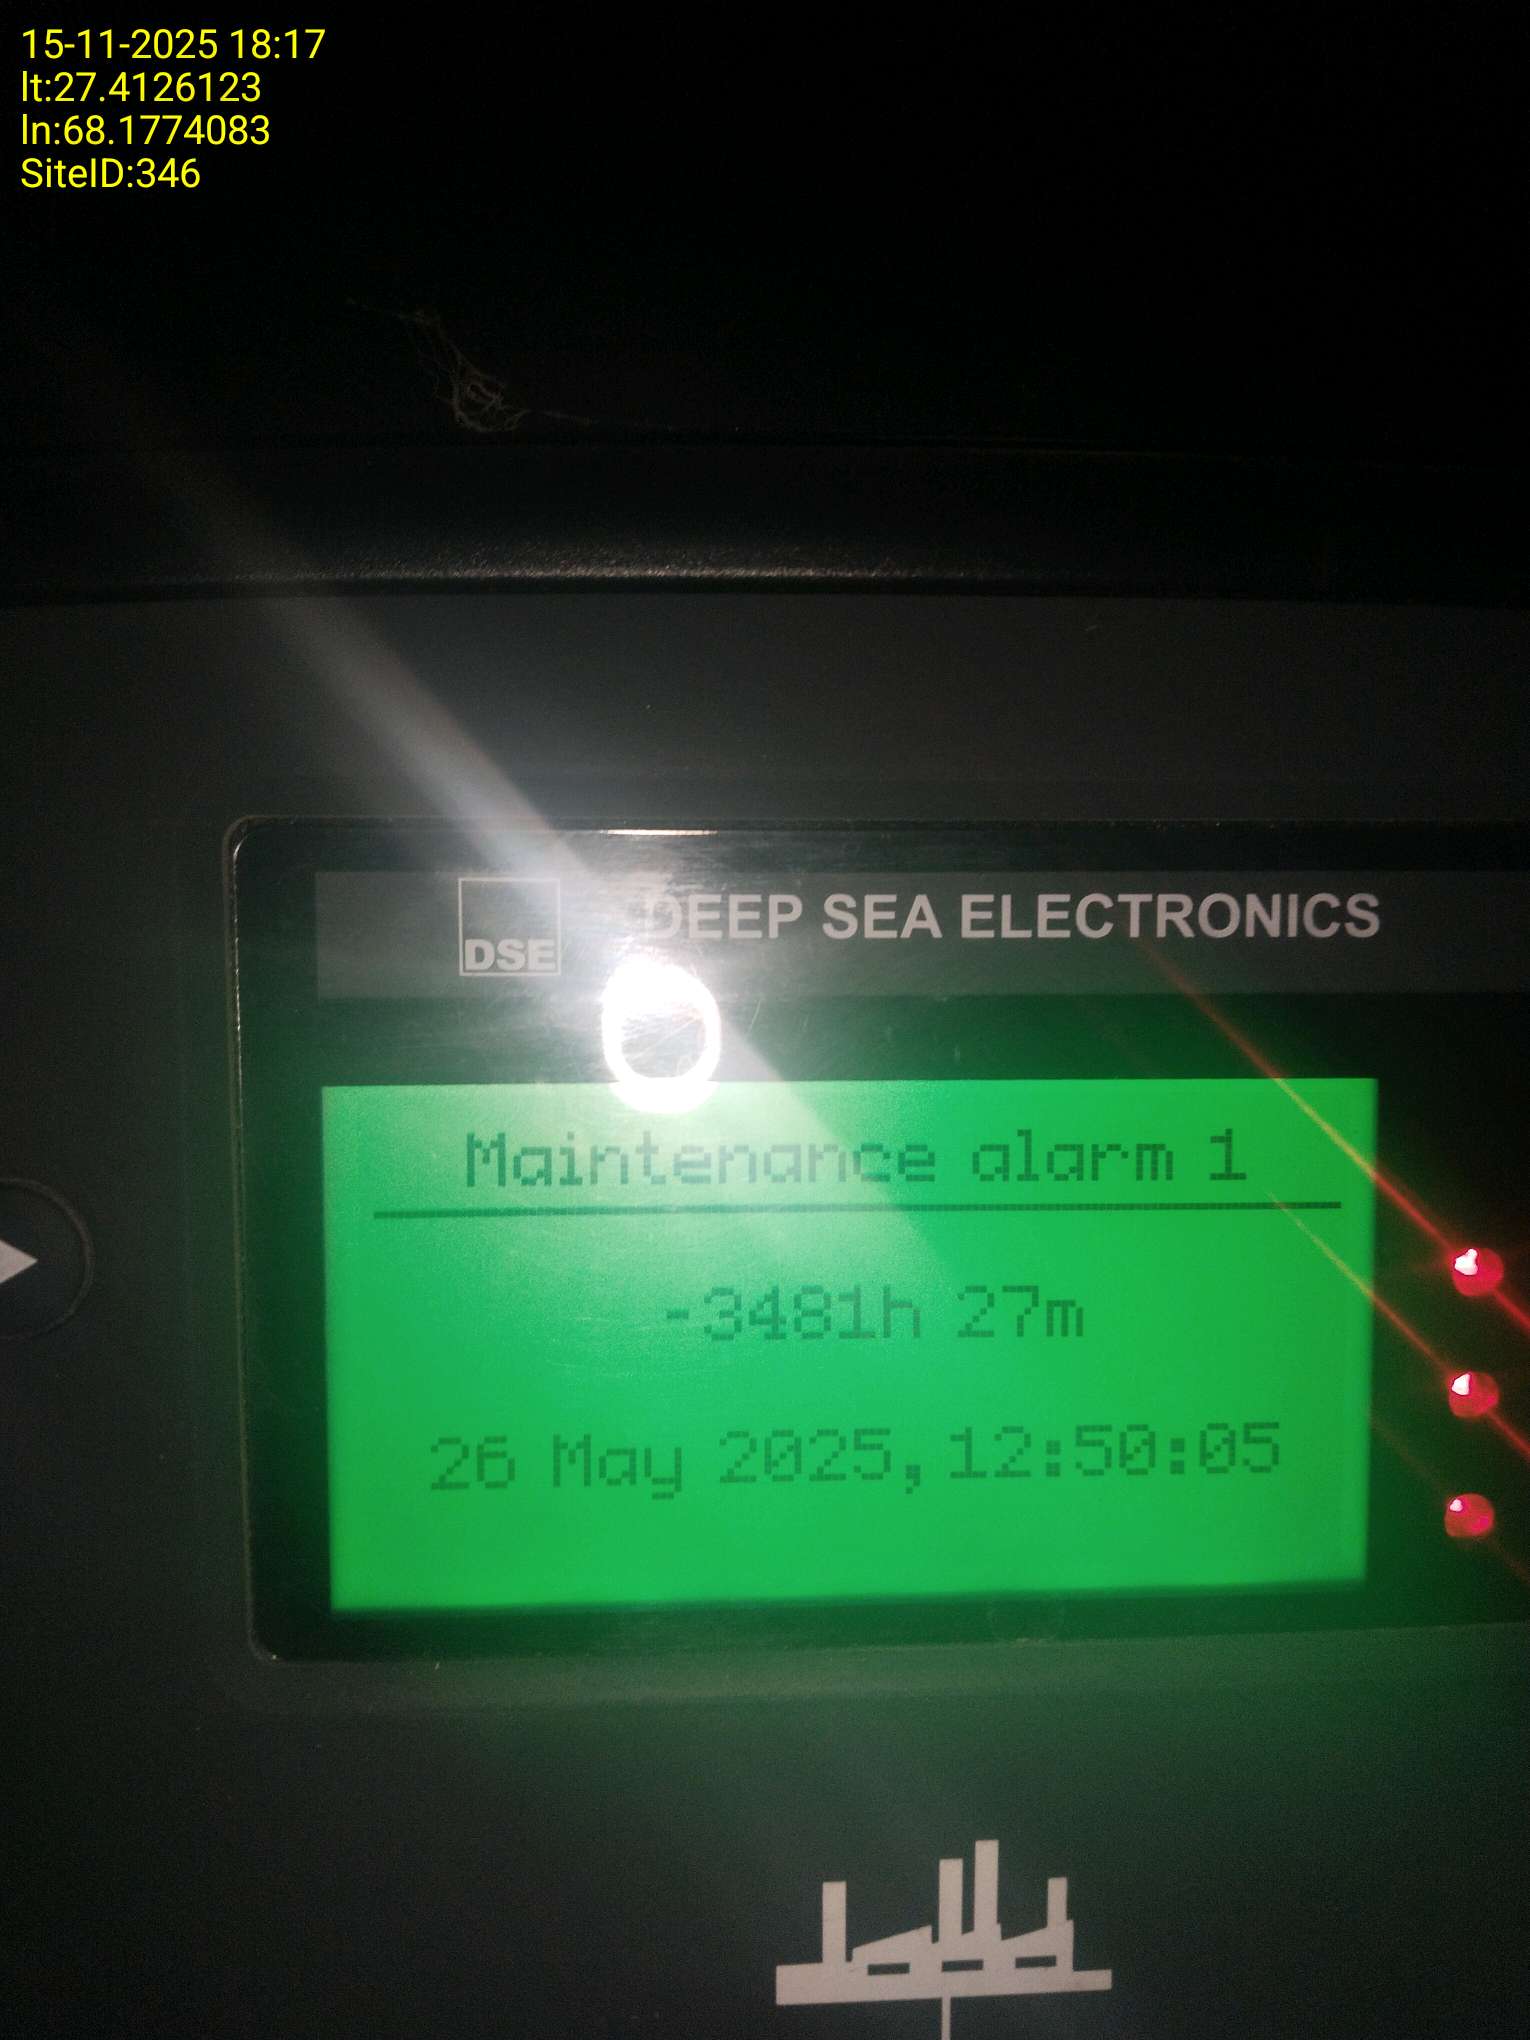 15-11-2025 18:17
lt:27.4126123
ln:68.1774083
SiteID:346
DSE DEEP SEA ELECTRONICS
Maintenance alarm 1
-3481h 27m
26 May 2025, 12:50:05